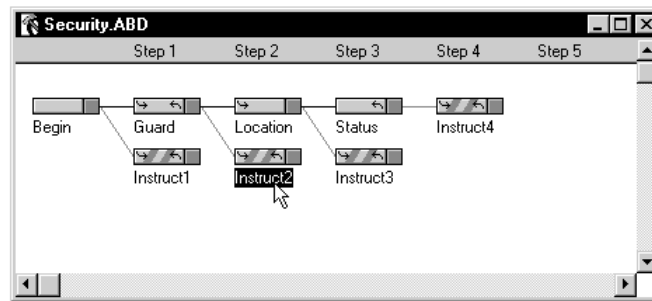 Security.ABD
Step 1 Step 2 Step 3 Step 4 Step 5
Begin Guard Location Status Instruct4
Instruct1 Instruct2 Instruct3